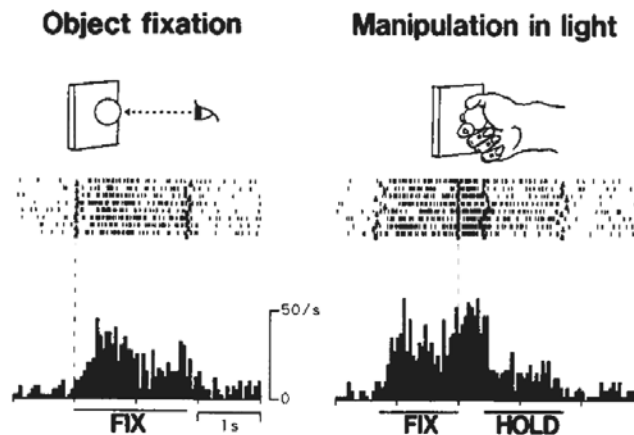 Object fixation
Manipulation in light
50/s
0
FIX
1s
FIX
HOLD